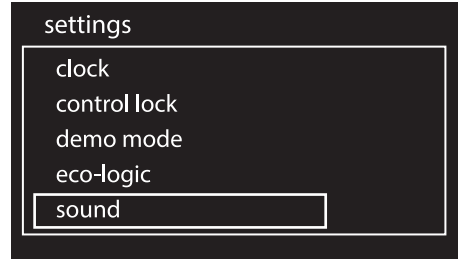 settings
clock
control lock
demo mode
eco-logic
sound